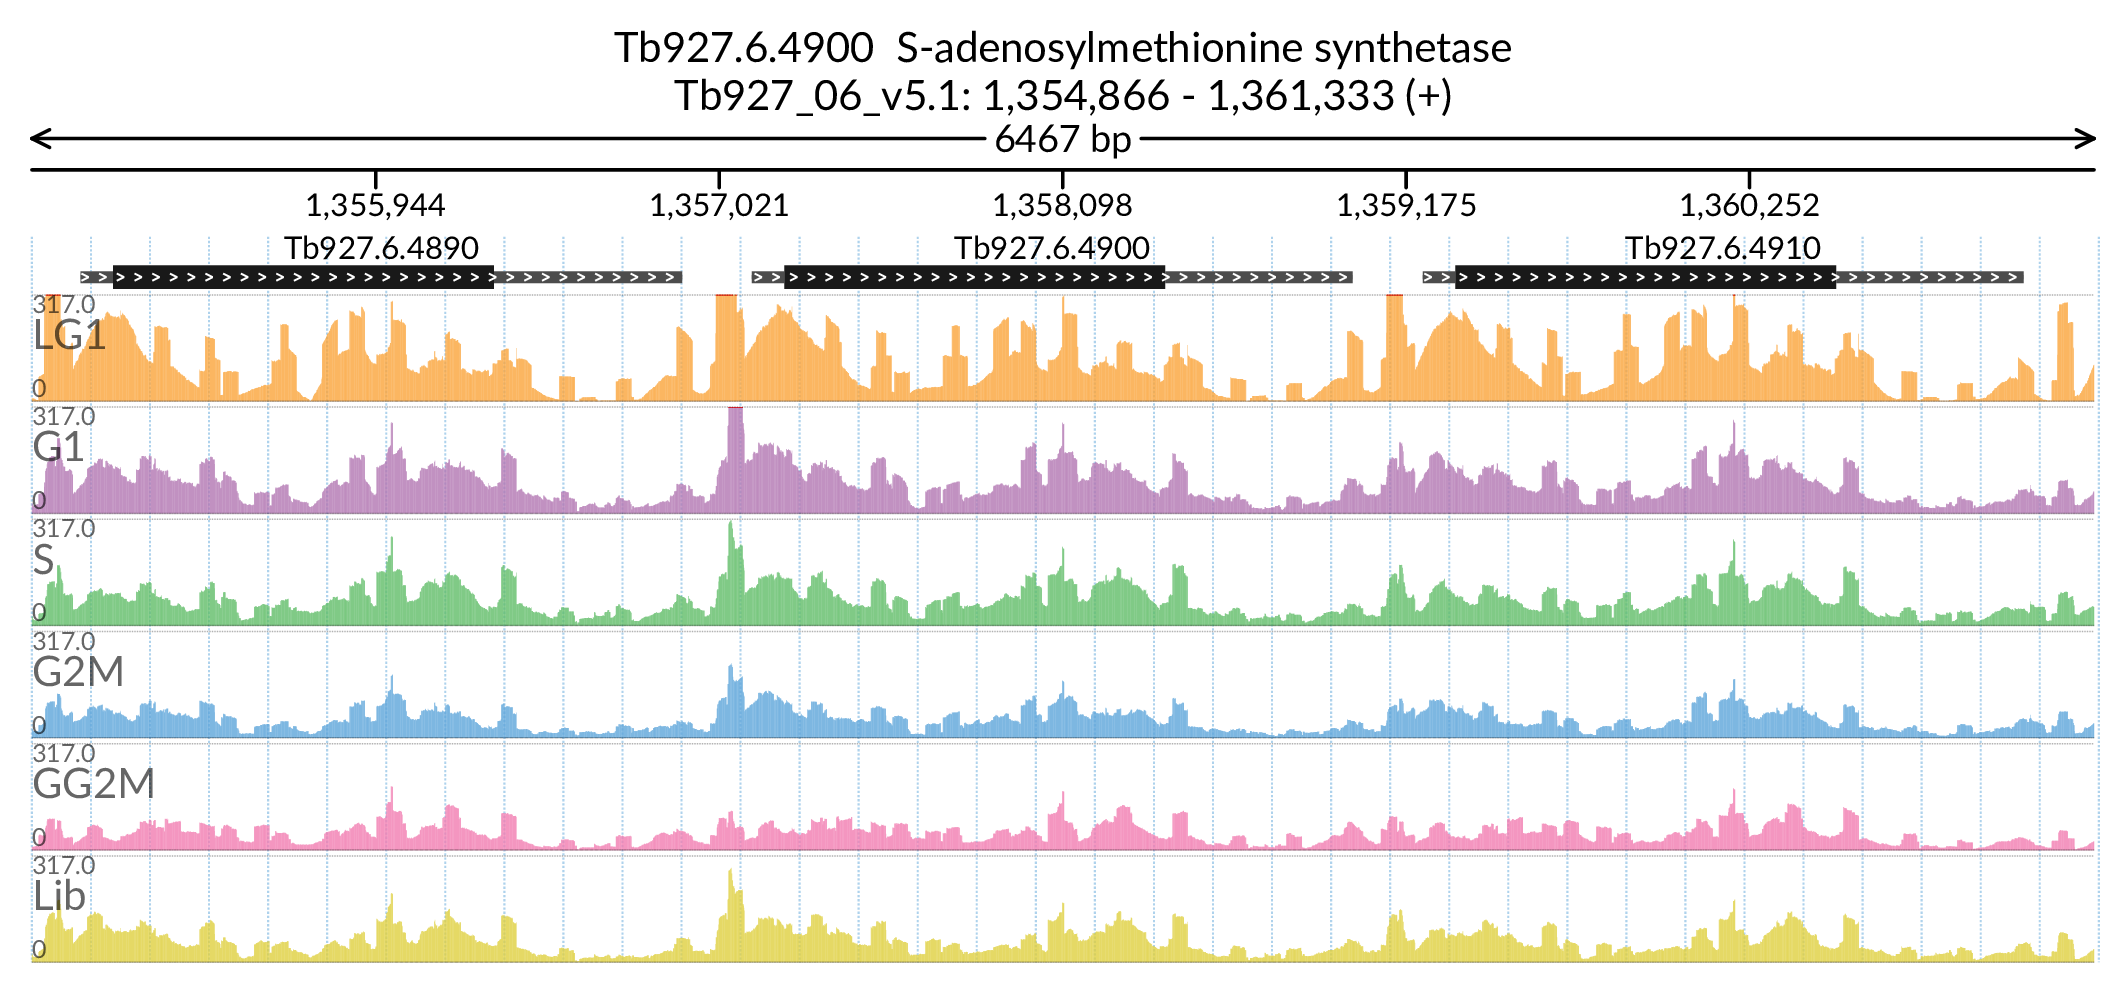 Tb927.6.4900  S-adenosylmethionine synthetase
Tb927_06_v5.1: 1,354,866 - 1,361,333 (+)
6467 bp
1,355,944 1,357,021 1,358,098 1,359,175 1,360,252
Tb927.6.4890 Tb927.6.4900 Tb927.6.4910
317.0
LG1
0
317.0
G1
0
317.0
S
0
317.0
G2M
0
317.0
GG2M
0
317.0
Lib
0